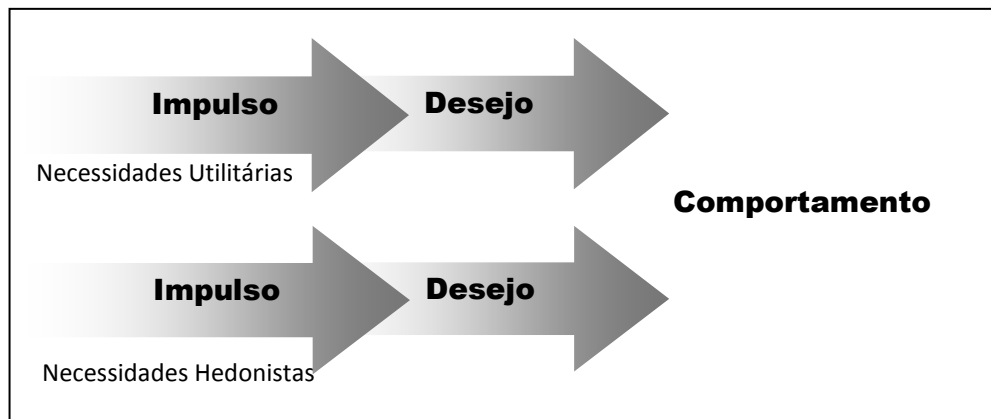 Impulso
Desejo
Necessidades Utilitárias
Comportamento
Impulso
Desejo
Necessidades Hedonistas